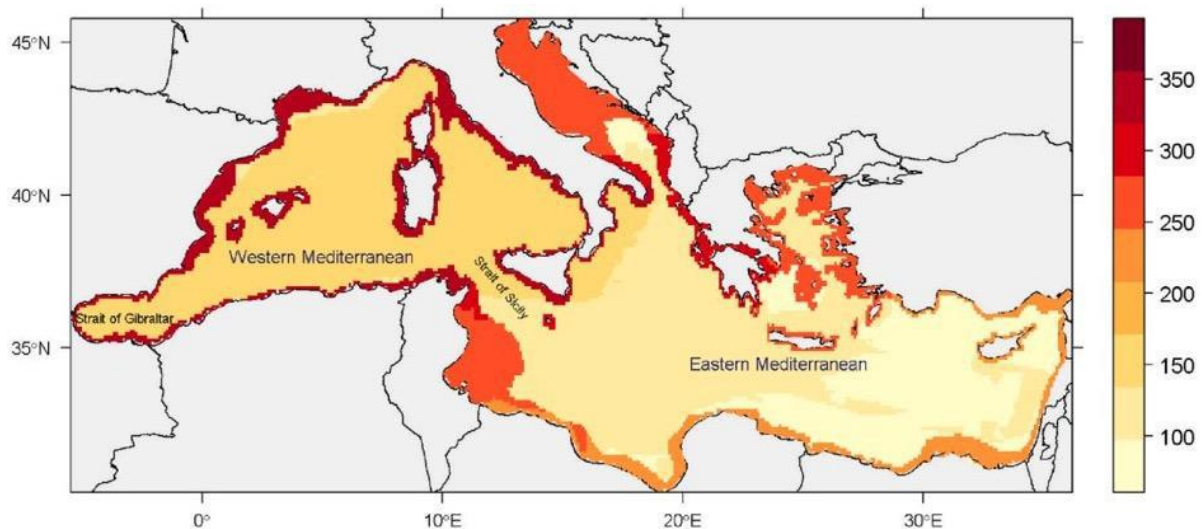 45°N
40°N
35°N
Western Mediterranean
Strait of Sicily
Strait of Gibraltar
Eastern Mediterranean
0°
10°E
20°E
30°E
350
300
250
200
150
100